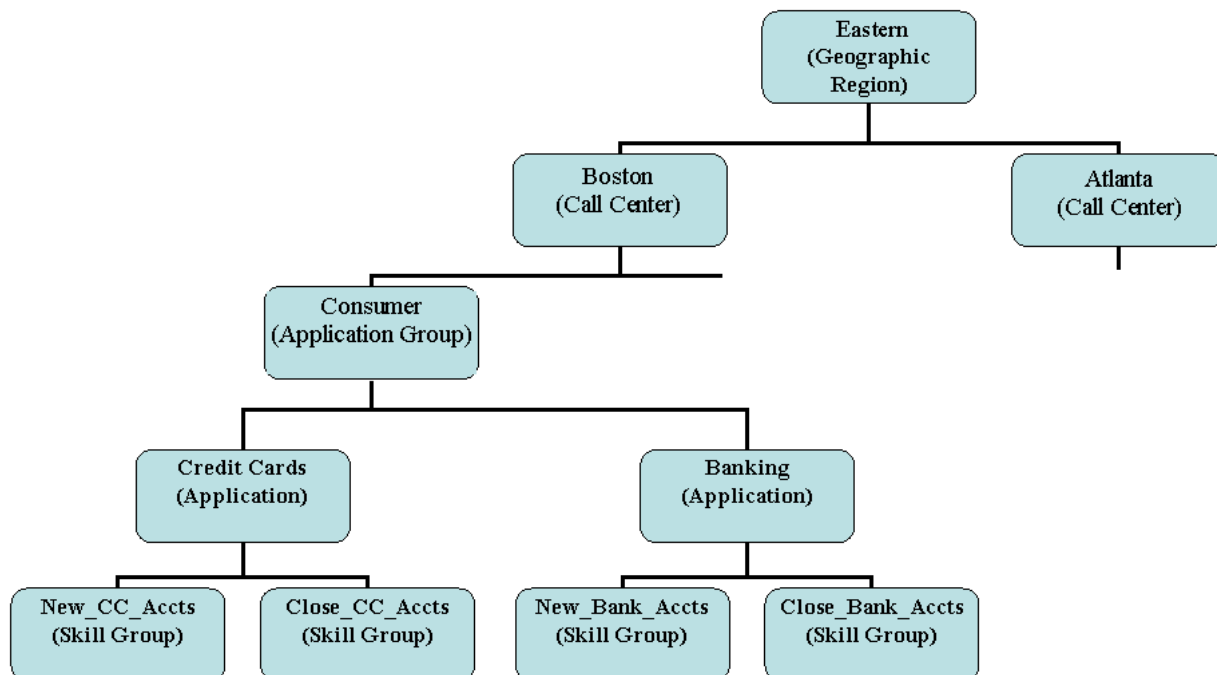 Eastern
(Geographic
Region)
Boston
(Call Center)
Atlanta
(Call Center)
Consumer
(Application Group)
Credit Cards
(Application)
Banking
(Application)
New_CC_Accts
(Skill Group)
Close_CC_Accts
(Skill Group)
New_Bank_Accts
(Skill Group)
Close_Bank_Accts
(Skill Group)